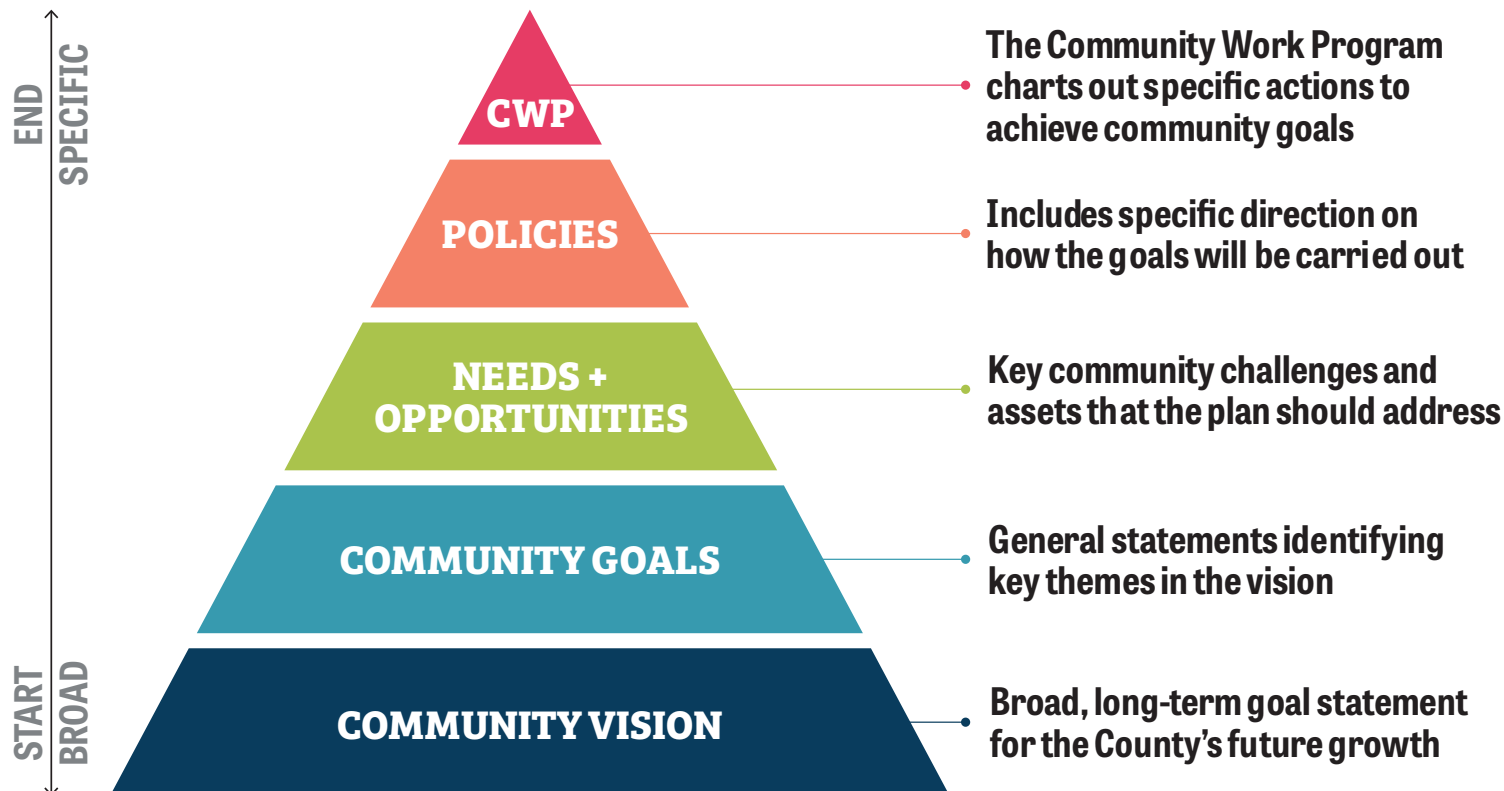 END
SPECIFIC
CWP
The Community Work Program
charts out specific actions to
achieve community goals
POLICIES
Includes specific direction on
how the goals will be carried out
NEEDS +
OPPORTUNITIES
Key community challenges and
assets that the plan should address
COMMUNITY GOALS
General statements identifying
key themes in the vision
START
BROAD
COMMUNITY VISION
Broad, long-term goal statement
for the County’s future growth